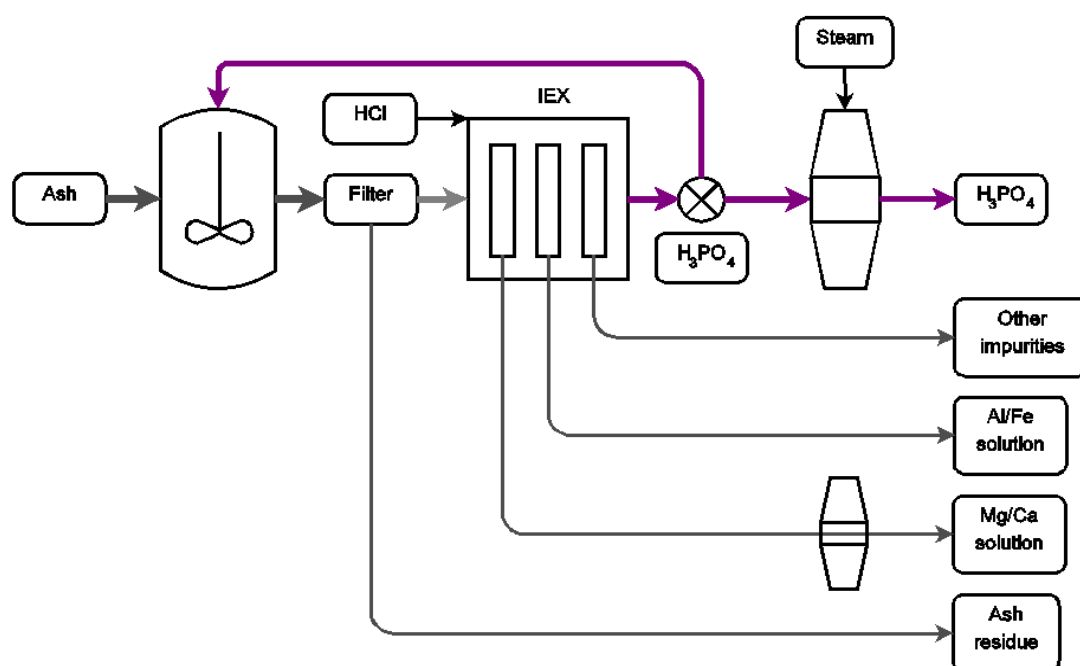 Steam
IEX
HCl
Ash
Filter
H₃PO₄
H₃PO₄
Other
impurities
Al/Fe
solution
Mg/Ca
solution
Ash
residue